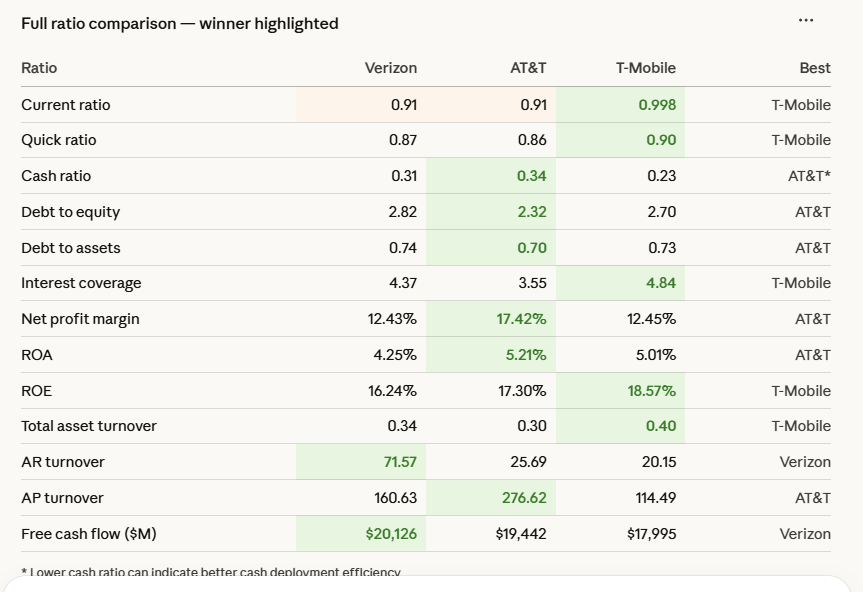 Full ratio comparison — winner highlighted
Ratio Verizon AT&T T-Mobile Best
Current ratio 0.91 0.91 0.998 T-Mobile
Quick ratio 0.87 0.86 0.90 T-Mobile
Cash ratio 0.31 0.34 0.23 AT&T*
Debt to equity 2.82 2.32 2.70 AT&T
Debt to assets 0.74 0.70 0.73 AT&T
Interest coverage 4.37 3.55 4.84 T-Mobile
Net profit margin 12.43% 17.42% 12.45% AT&T
ROA 4.25% 5.21% 5.01% AT&T
ROE 16.24% 17.30% 18.57% T-Mobile
Total asset turnover 0.34 0.30 0.40 T-Mobile
AR turnover 71.57 25.69 20.15 Verizon
AP turnover 160.63 276.62 114.49 AT&T
Free cash flow ($M) $20,126 $19,442 $17,995 Verizon
* Lower cash ratio can indicate better cash deployment efficiency